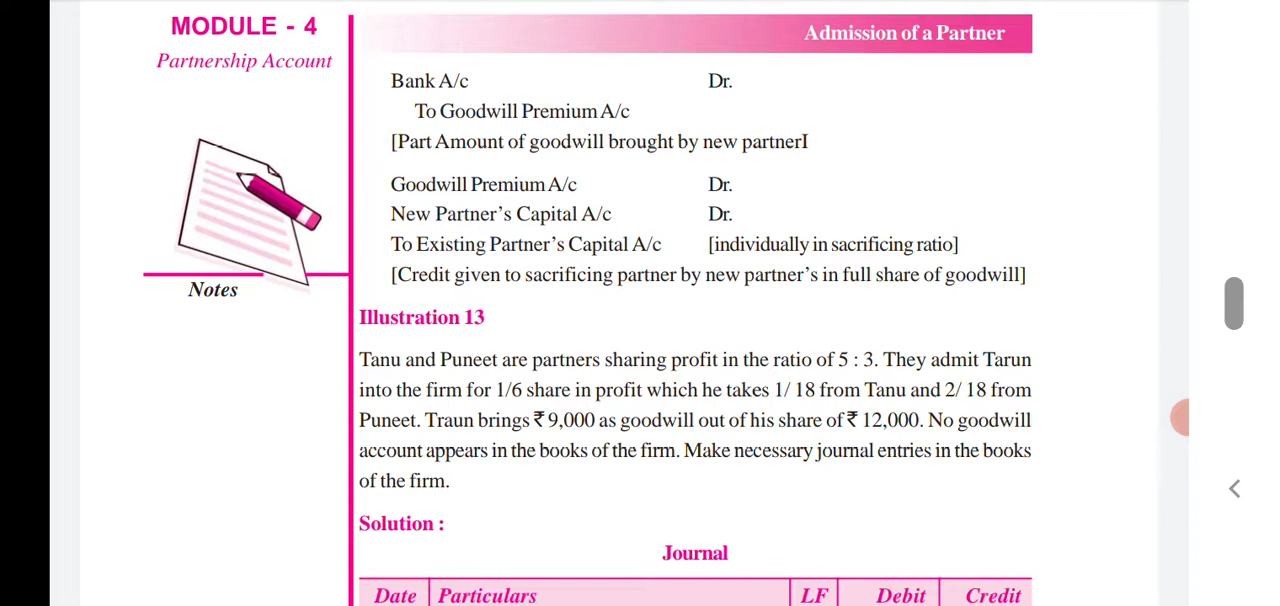 MODULE - 4
Partnership Account
Notes
Admission of a Partner
Bank A/c Dr.
To Goodwill Premium A/c
[Part Amount of goodwill brought by new partnerI
Goodwill Premium A/c Dr.
New Partner's Capital A/c Dr.
To Existing Partner's Capital A/c [individually in sacrificing ratio]
[Credit given to sacrificing partner by new partner's in full share of goodwill]
Illustration 13
Tanu and Puneet are partners sharing profit in the ratio of 5 : 3. They admit Tarun
into the firm for 1/6 share in profit which he takes 1/ 18 from Tanu and 2/ 18 from
Puneet. Traun brings ₹ 9,000 as goodwill out of his share of ₹ 12,000. No goodwill
account appears in the books of the firm. Make necessary journal entries in the books
of the firm.
Solution :
Journal
Date Particulars LF Debit Credit